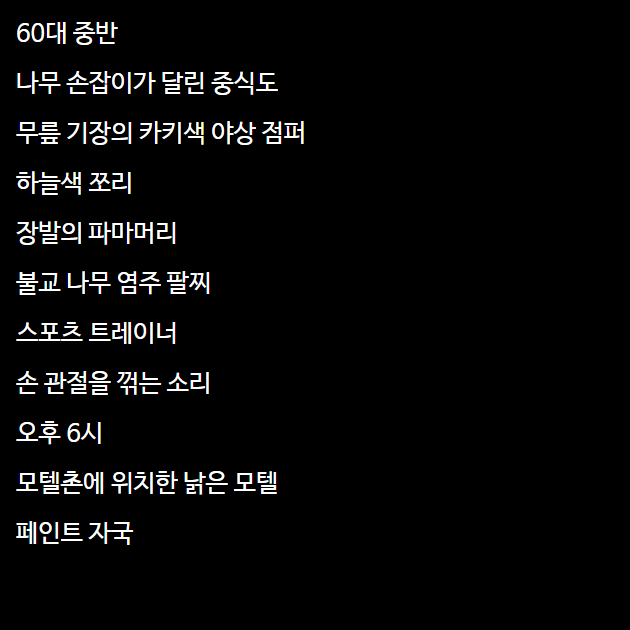 60대 중반
나무 손잡이가 달린 중식도
무릎 기장의 카키색 야상 점퍼
하늘색 쪼리
장발의 파마머리
불교 나무 염주 팔찌
스포츠 트레이너
손 관절을 꺾는 소리
오후 6시
모텔촌에 위치한 낡은 모텔
페인트 자국